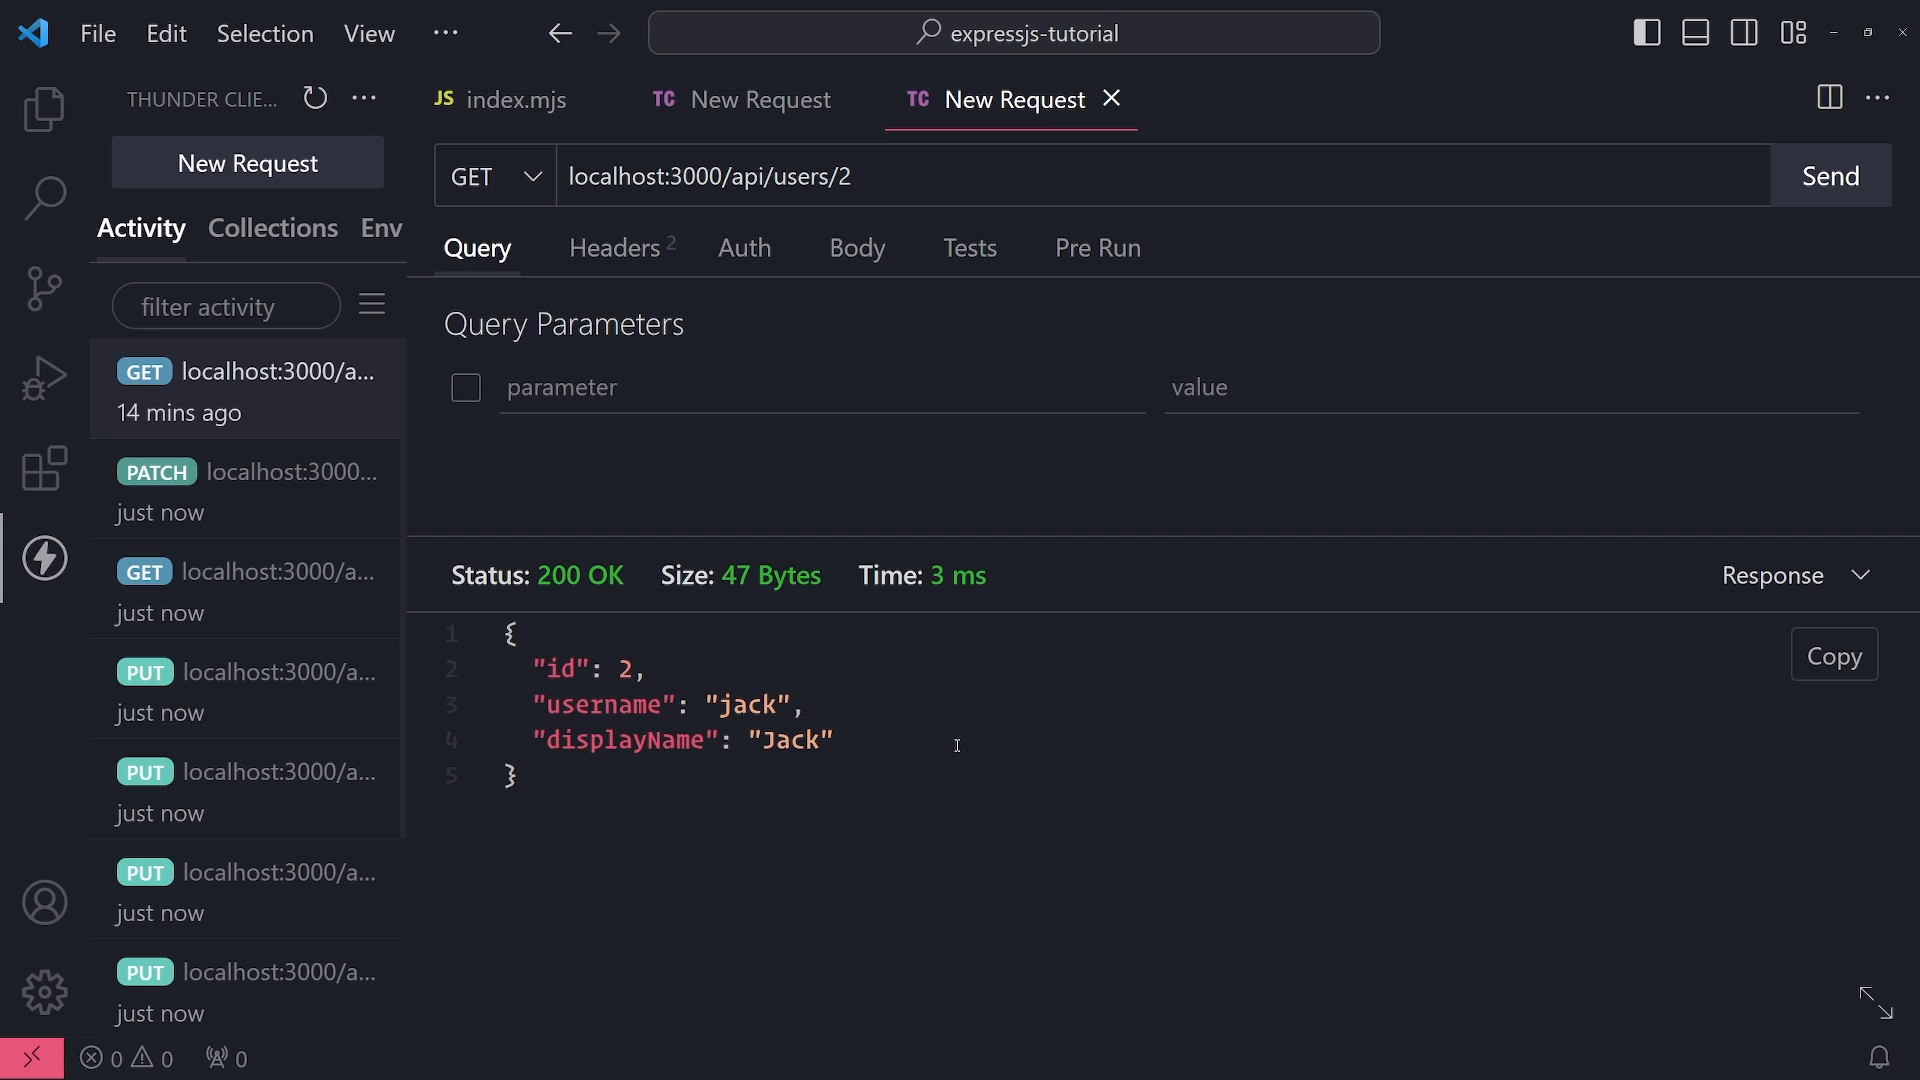 File Edit Selection View ··· expressjs-tutorial
THUNDER CLIE... ···
JS index.mjs TC New Request TC New Request
New Request
GET localhost:3000/api/users/2 Send
Activity Collections Env
Query Headers 2 Auth Body Tests Pre Run
filter activity
Query Parameters
parameter value
GET localhost:3000/a...
14 mins ago
PATCH localhost:3000...
just now
GET localhost:3000/a...
just now
PUT localhost:3000/a...
just now
PUT localhost:3000/a...
just now
PUT localhost:3000/a...
just now
PUT localhost:3000/a...
just now
Status: 200 OK Size: 47 Bytes Time: 3 ms Response
Copy
1 {
2 "id": 2,
3 "username": "jack",
4 "displayName": "Jack"
5 }
0 0 0